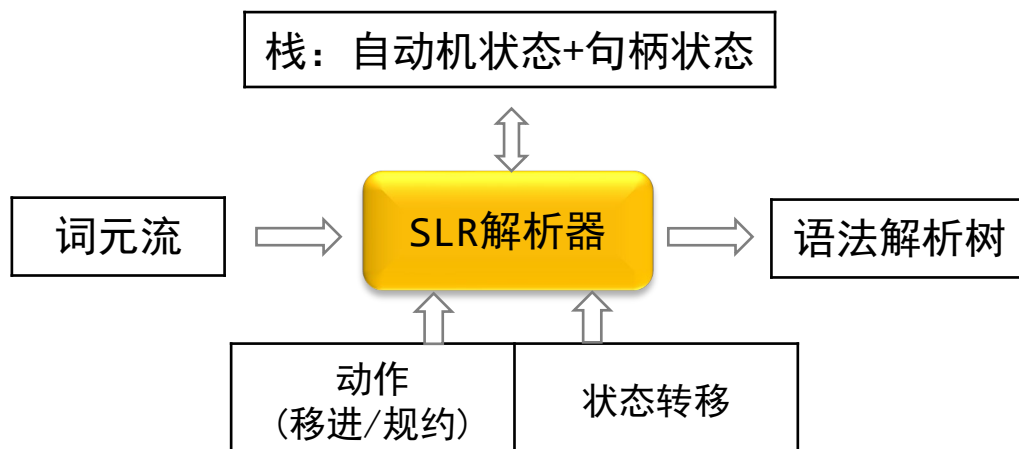 栈：自动机状态+句柄状态
词元流
SLR解析器
语法解析树
动作
(移进/规约)
状态转移